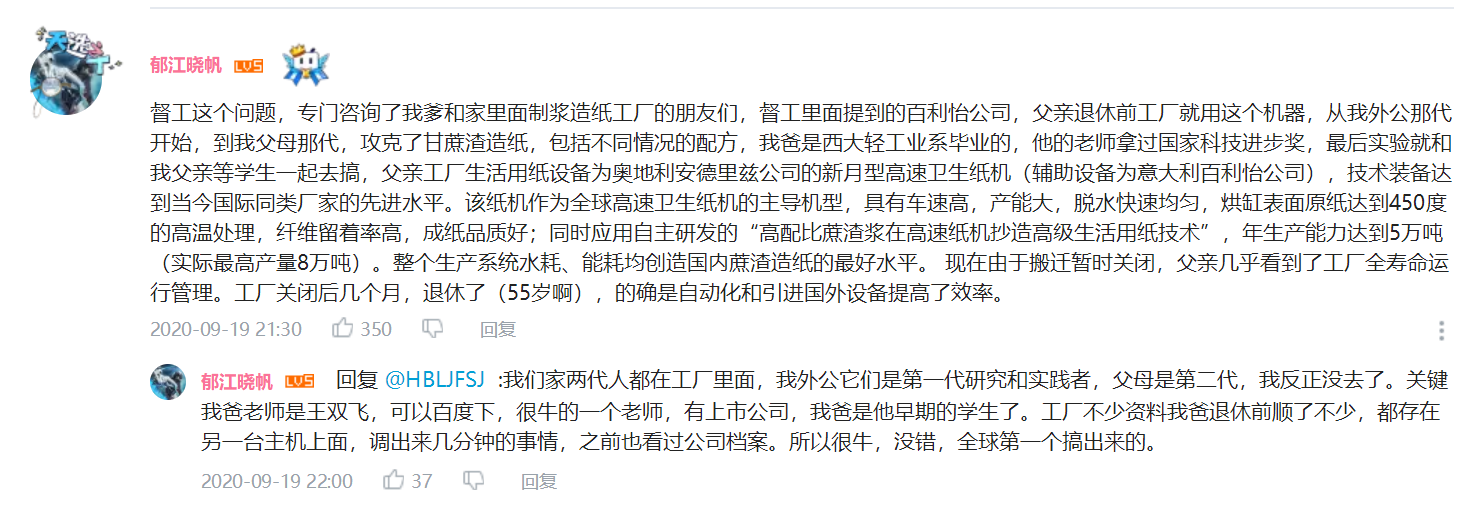 天选
郁江晓帆 LV5
督工这个问题，专门咨询了我爹和家里面制浆造纸工厂的朋友们，督工里面提到的百利怡公司，父亲退休前工厂就用这个机器，从我外公那代
开始，到我父母那代，攻克了甘蔗渣造纸，包括不同情况的配方，我爸是西大轻工业系毕业的，他的老师拿过国家科技进步奖，最后实验就和
我父亲等学生一起去搞，父亲工厂生活用纸设备为奥地利安德里兹公司的新月型高速卫生纸机（辅助设备为意大利百利怡公司），技术装备达
到当今国际同类厂家的先进水平。该纸机作为全球高速卫生纸机的主导机型，具有车速高，产能大，脱水快速均匀，烘缸表面原纸达到450度
的高温处理，纤维留着率高，成纸品质好；同时应用自主研发的“高配比蔗渣浆在高速纸机抄造高级生活用纸技术”，年生产能力达到5万吨
（实际最高产量8万吨）。整个生产系统水耗、能耗均创造国内蔗渣造纸的最好水平。 现在由于搬迁暂时关闭，父亲几乎看到了工厂全寿命运
行管理。工厂关闭后几个月，退休了（55岁啊），的确是自动化和引进国外设备提高了效率。
2020-09-19 21:30 350 回复
郁江晓帆 LV5 回复 @HBLJFSJ :我们家两代人都在工厂里面，我外公它们是第一代研究和实践者，父母是第二代，我反正没去了。关键
我爸老师是王双飞，可以百度下，很牛的一个老师，有上市公司，我爸是他早期的学生了。工厂不少资料我爸退休前顺了不少，都存在
另一台主机上面，调出来几分钟的事情，之前也看过公司档案。所以很牛，没错，全球第一个搞出来的。
2020-09-19 22:00 37 回复